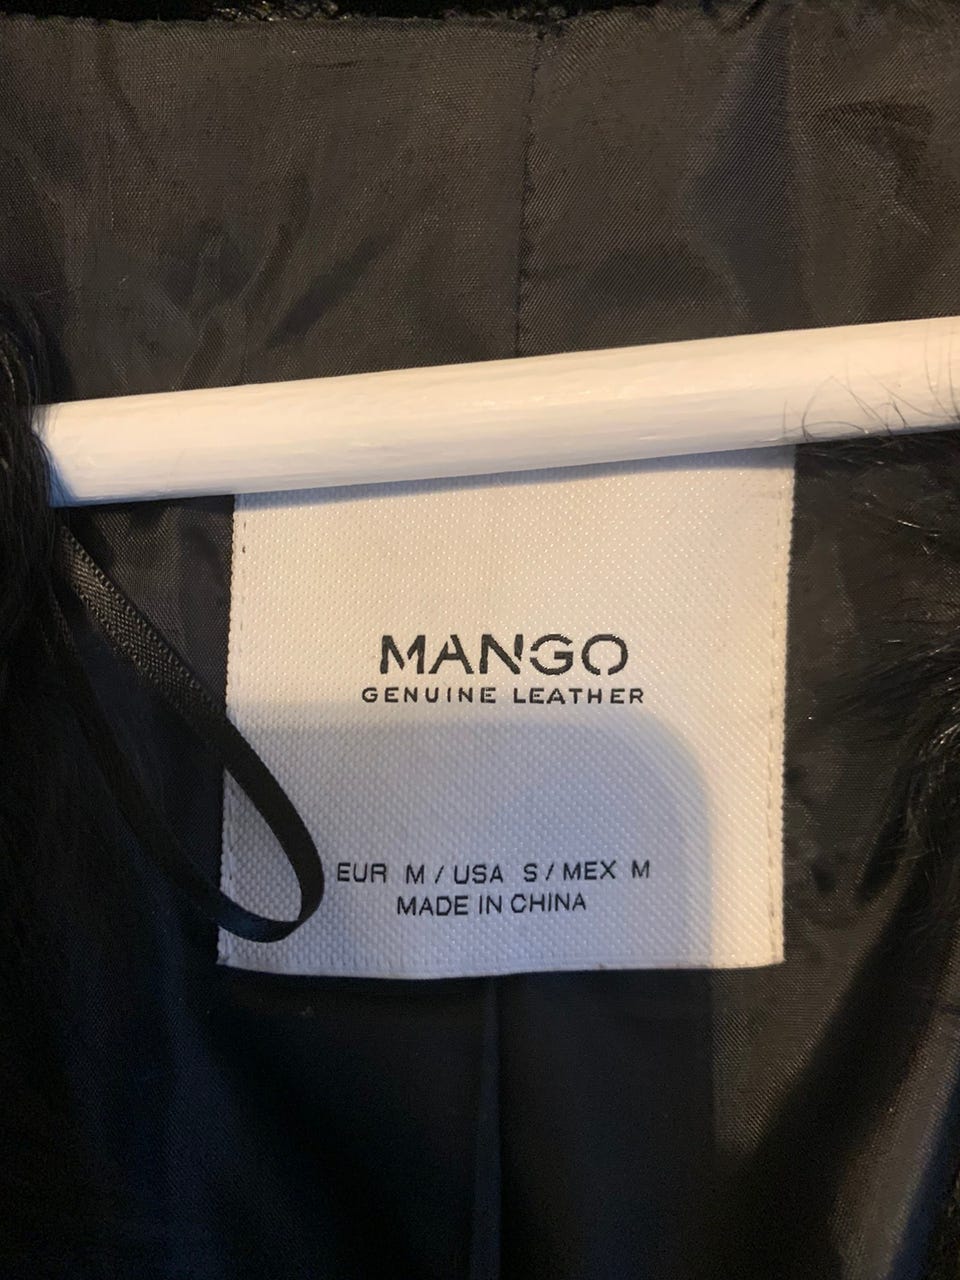 MANGO
GENUINE LEATHER
EUR M / USA S / MEX M
MADE IN CHINA